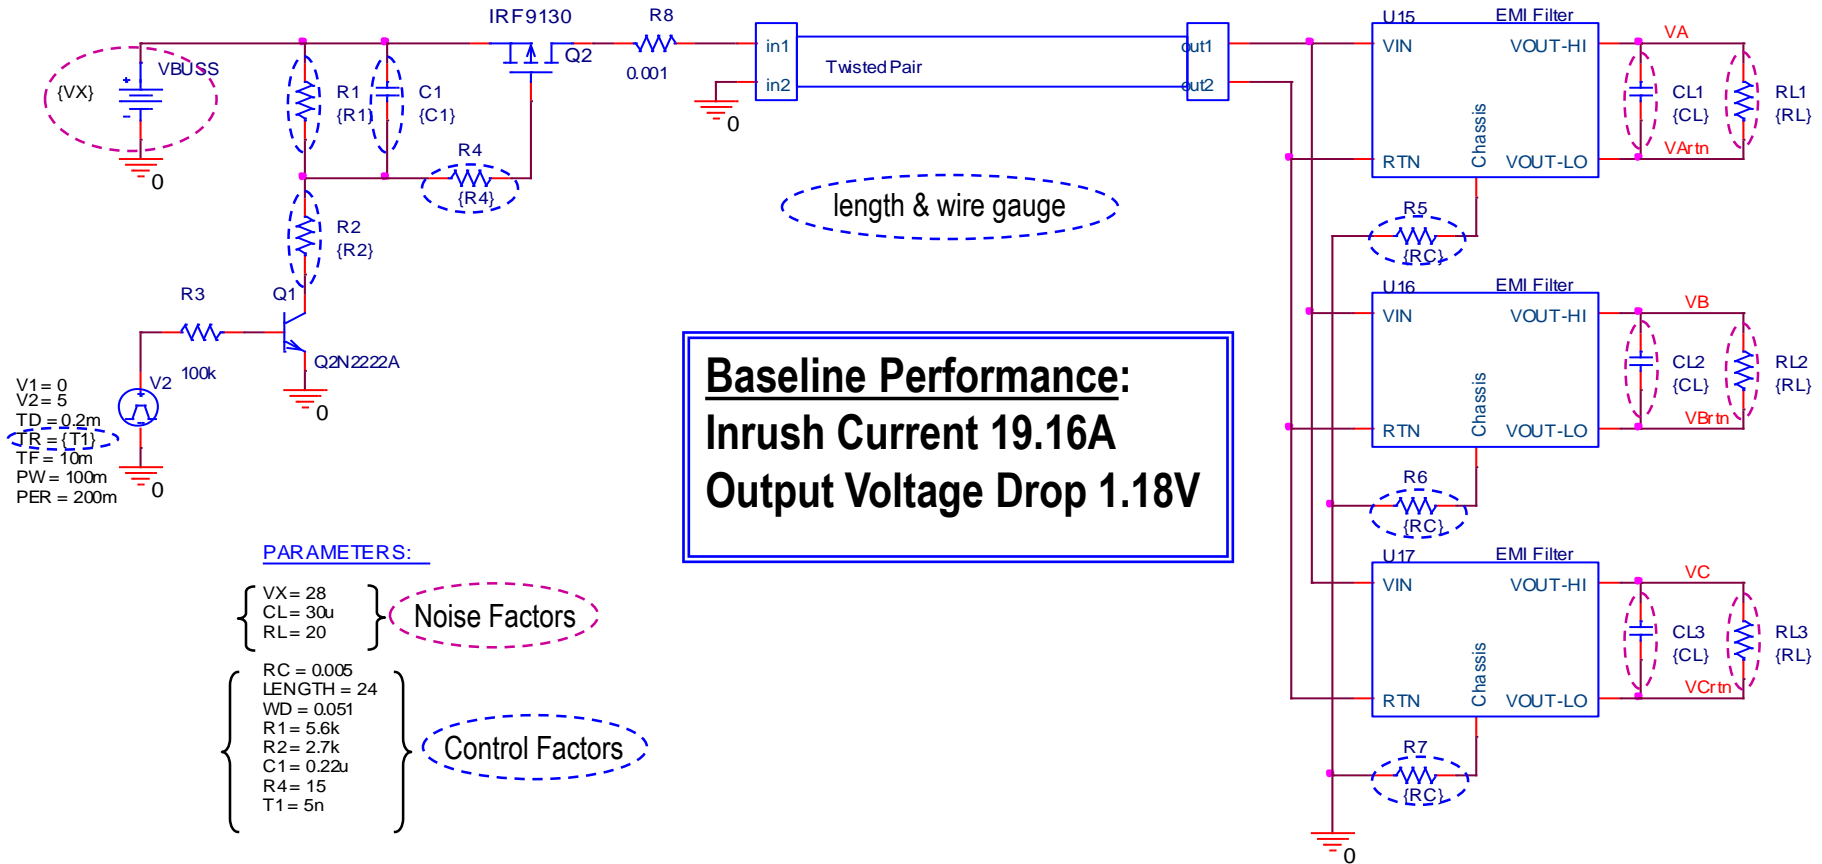 IRF9130
Q2
R8
0.001
VBUSS
{VX}
0
R1
{R1}
C1
{C1}
R4
{R4}
R2
{R2}
R3
100k
Q1
Q2N2222A
0
V2
V1 = 0
V2 = 5
TD = 0.2m
TR = {T1}
TF = 10m
PW = 100m
PER = 200m
0
in1
in2
0
Twisted Pair
out1
out2
length & wire gauge
Baseline Performance:
Inrush Current 19.16A
Output Voltage Drop 1.18V
PARAMETERS:
VX = 28
CL = 30u
RL = 20
Noise Factors
RC = 0.005
LENGTH = 24
WD = 0.051
R1 = 5.6k
R2 = 2.7k
C1 = 0.22u
R4 = 15
T1 = 5n
Control Factors
U15
EMI Filter
VIN
VOUT-HI
RTN
VOUT-LO
Chassis
VA
VArtn
CL1
{CL}
RL1
{RL}
R5
{RC}
U16
EMI Filter
VIN
VOUT-HI
RTN
VOUT-LO
Chassis
VB
VBrtn
CL2
{CL}
RL2
{RL}
R6
{RC}
U17
EMI Filter
VIN
VOUT-HI
RTN
VOUT-LO
Chassis
VC
VCrtn
CL3
{CL}
RL3
{RL}
R7
{RC}
0